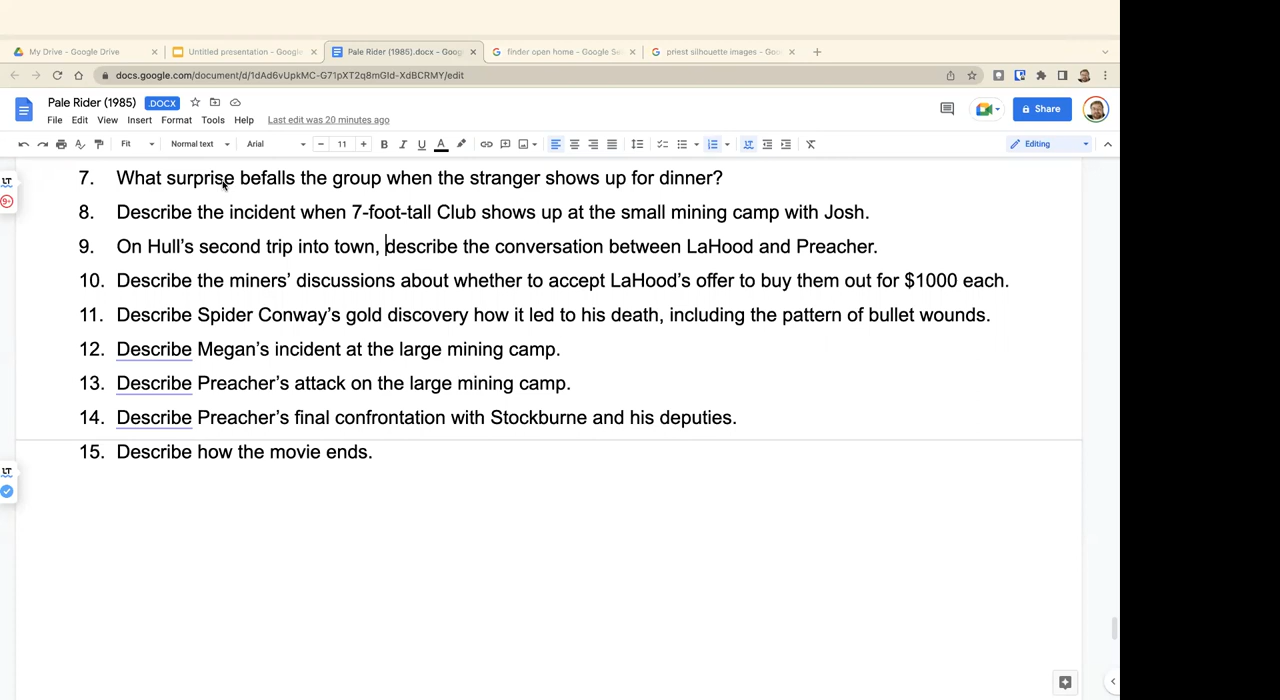 My Drive - Google Drive
Untitled presentation - Google
Pale Rider (1985).docx - Goog
finder open home - Google Se
priest silhouette images - Goo
docs.google.com/document/d/1dAd6vUpkMC-G71pXT2q8mGld-XdBCRMY/edit
Pale Rider (1985) .DOCX
Share
File Edit View Insert Format Tools Help Last edit was 20 minutes ago
Fit Normal text Arial 11 B I U A Editing
7. What surprise befalls the group when the stranger shows up for dinner?
8. Describe the incident when 7-foot-tall Club shows up at the small mining camp with Josh.
9. On Hull's second trip into town, describe the conversation between LaHood and Preacher.
10. Describe the miners' discussions about whether to accept LaHood's offer to buy them out for $1000 each.
11. Describe Spider Conway's gold discovery how it led to his death, including the pattern of bullet wounds.
12. Describe Megan's incident at the large mining camp.
13. Describe Preacher's attack on the large mining camp.
14. Describe Preacher's final confrontation with Stockburne and his deputies.
15. Describe how the movie ends.